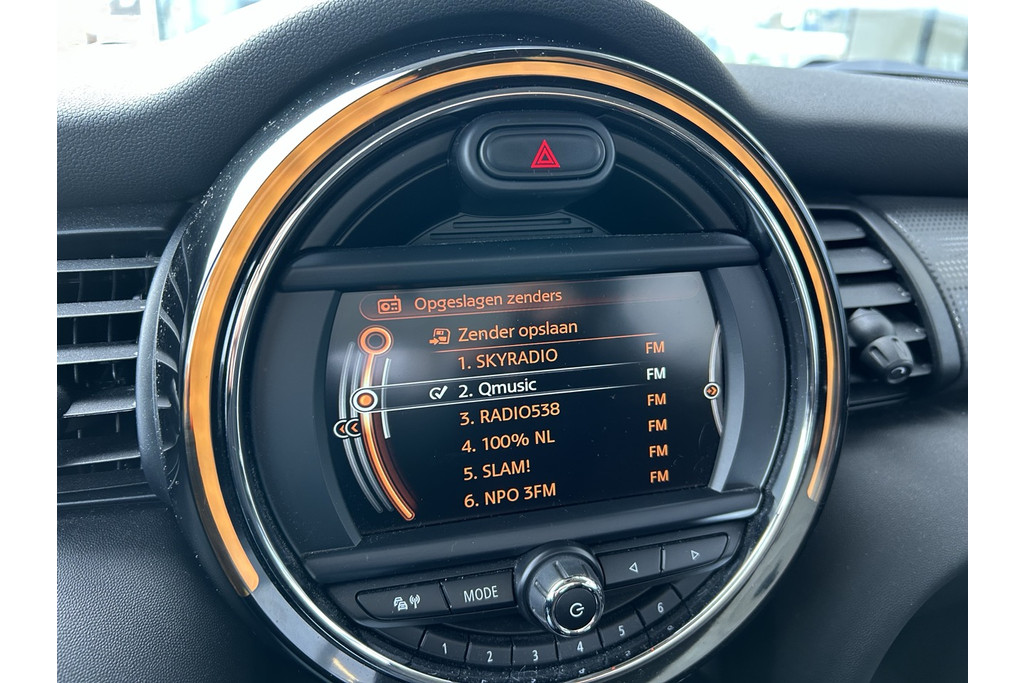 Opgeslagen zenders
Zender opslaan
1. SKYRADIO FM
2. Qmusic FM
3. RADIO538 FM
4. 100% NL FM
5. SLAM! FM
6. NPO 3FM FM
MODE
1 2 3 4 5 6